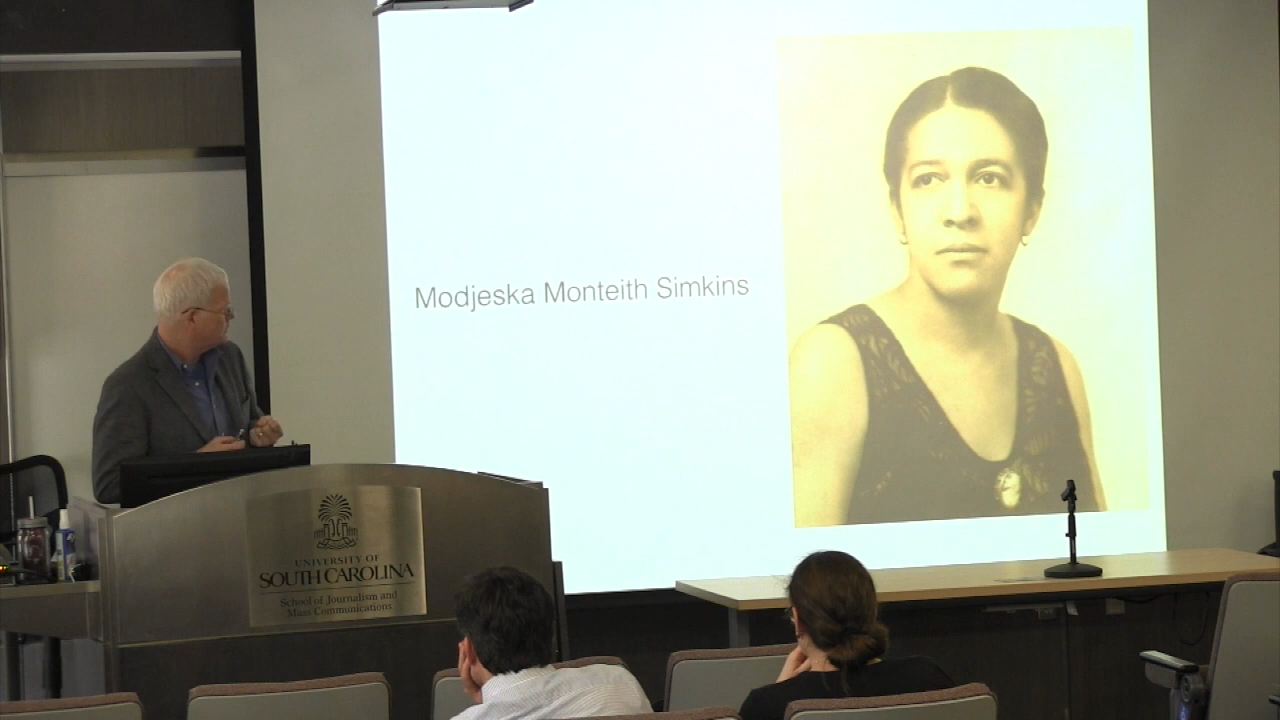 Modjeska Monteith Simkins
UNIVERSITY OF
SOUTH CAROLINA
School of Journalism and
Mass Communications